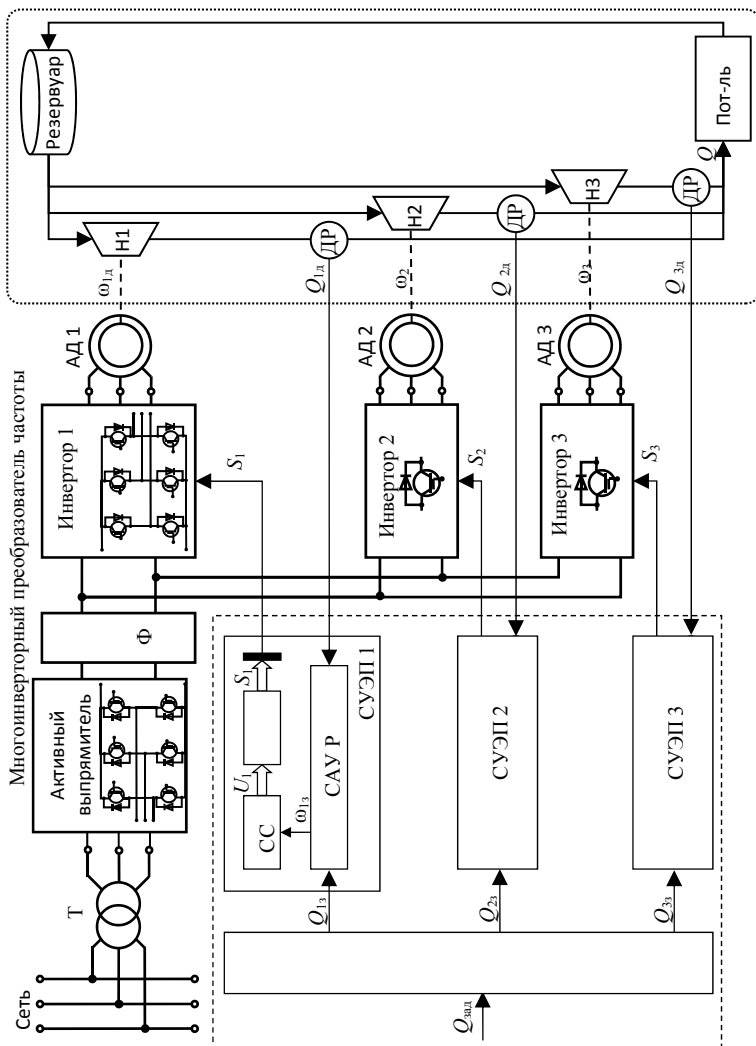 Многоинверторный преобразователь частоты
Сеть
Т
Активный
выпрямитель
Ф
Инвертор 1
АД 1
ω1д
Н1
Резервуар
S1
Q1д
ДР
СУЭП 1
СС
U1
S1
ω1з
САУ Р
Q1з
Инвертор 2
АД 2
ω2
Н2
S2
Q2д
ДР
СУЭП 2
Q2з
Инвертор 3
АД 3
ω3
Н3
S3
Q3д
ДР
СУЭП 3
Q3з
Qзад
Q
Пот-ль